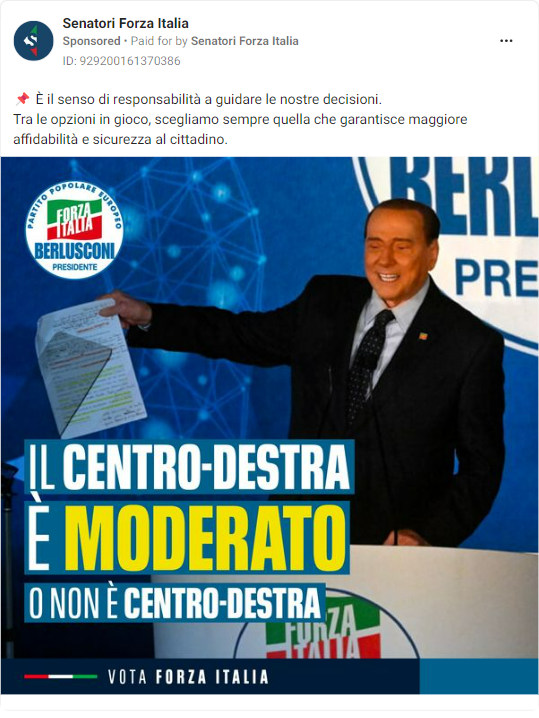 Senatori Forza Italia
Sponsored • Paid for by Senatori Forza Italia
ID: 929200161370386
📌 È il senso di responsabilità a guidare le nostre decisioni.
Tra le opzioni in gioco, scegliamo sempre quella che garantisce maggiore
affidabilità e sicurezza al cittadino.
PARTITO POPOLARE EUROPEO
FORZA
ITALIA
BERLUSCONI
PRESIDENTE
BERL
PRE
IL CENTRO-DESTRA
È MODERATO
O NON È CENTRO-DESTRA
FORZA
ITALIA
VOTA FORZA ITALIA